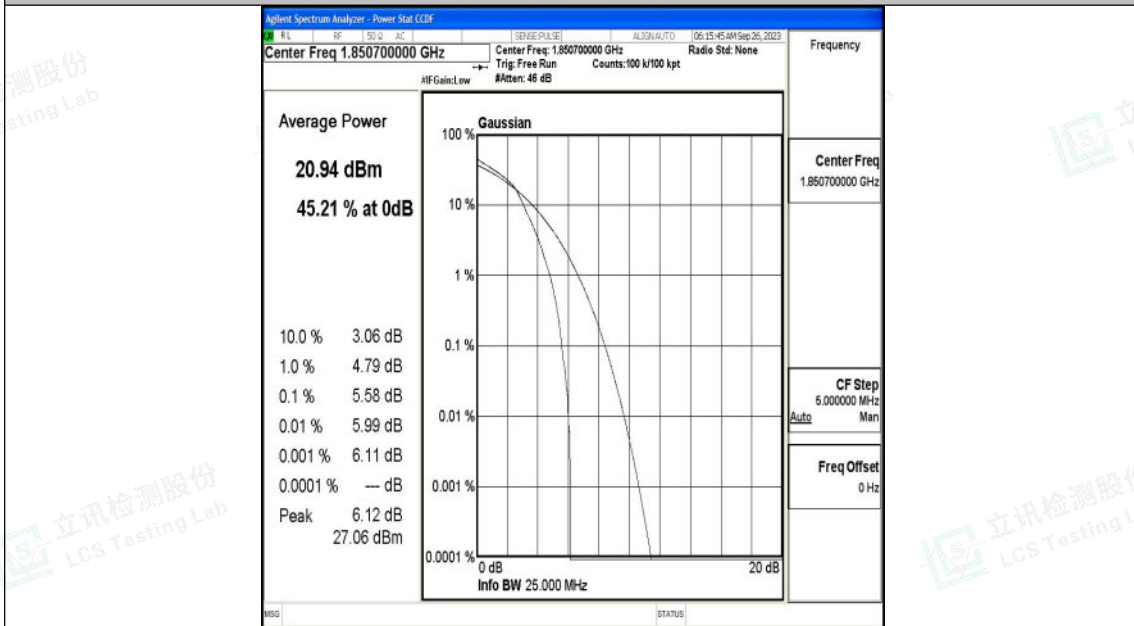 Agilent Spectrum Analyzer - Power Stat CCDF
RL RF 50 Ω AC SENSE:PULSE ALIGNAUTO 06:15:45 AM Sep 26, 2023
Center Freq 1.850700000 GHz
Center Freq: 1.850700000 GHz Radio Std: None
Trig: Free Run Counts:100 k/100 kpt
#IFGain:Low #Atten: 46 dB
Frequency
Average Power
20.94 dBm
45.21 % at 0dB
10.0 % 3.06 dB
1.0 % 4.79 dB
0.1 % 5.58 dB
0.01 % 5.99 dB
0.001 % 6.11 dB
0.0001 % --- dB
Peak 6.12 dB
27.06 dBm
Gaussian
100 %
10 %
1 %
0.1 %
0.01 %
0.001 %
0.0001 %
0 dB 20 dB
Info BW 25.000 MHz
Center Freq
1.850700000 GHz
CF Step
5.000000 MHz
Auto Man
Freq Offset
0 Hz
MSG STATUS
测股份
sting Lab
立讯检测股份
LCS Testing Lab
立讯检测股份
LCS Testing L